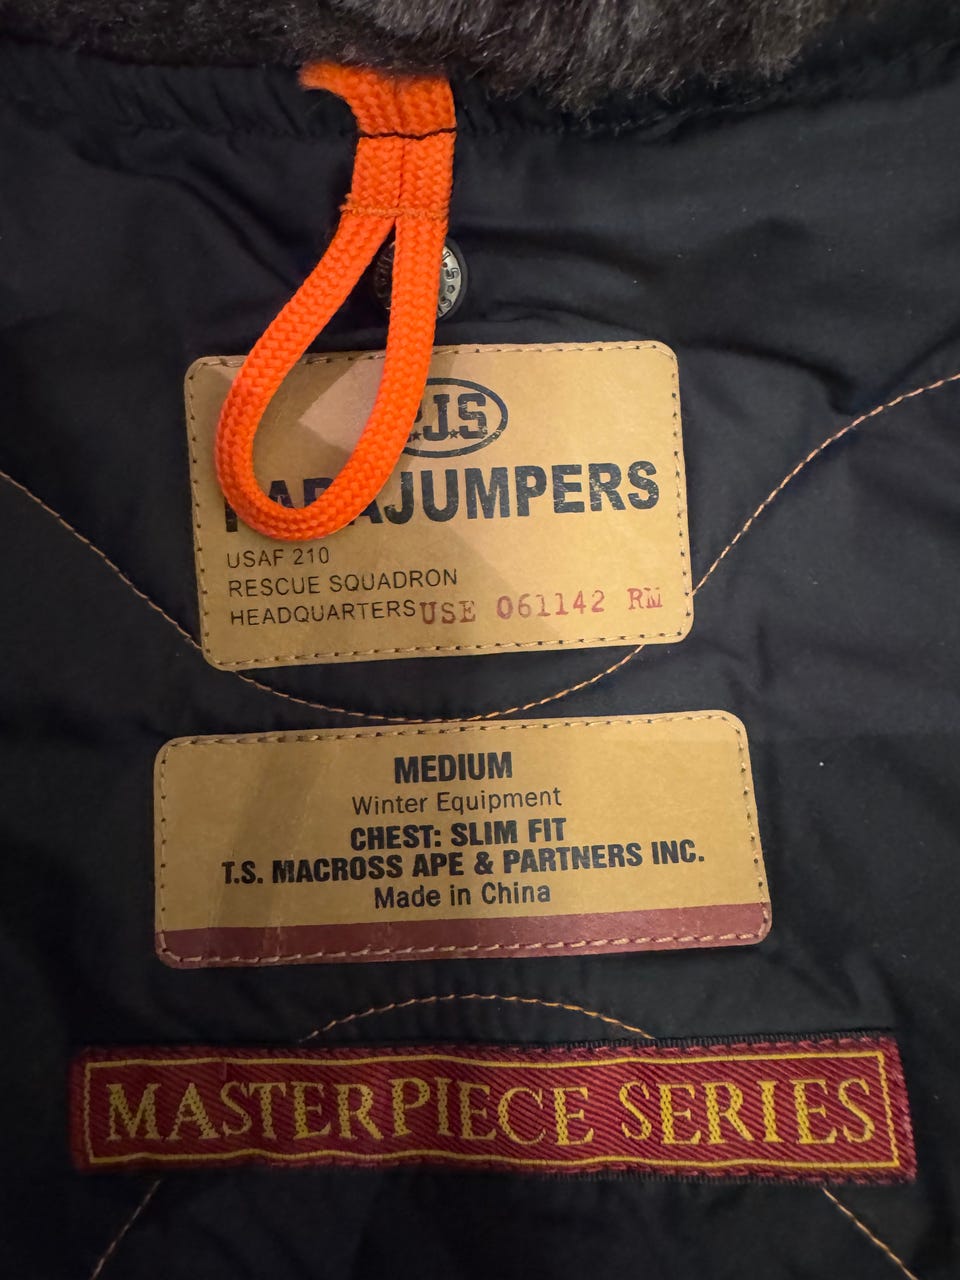 P.J.S
PARAJUMPERS
USAF 210
RESCUE SQUADRON
HEADQUARTERS USE 061142 RM
MEDIUM
Winter Equipment
CHEST: SLIM FIT
T.S. MACROSS APE & PARTNERS INC.
Made in China
MASTERPIECE SERIES